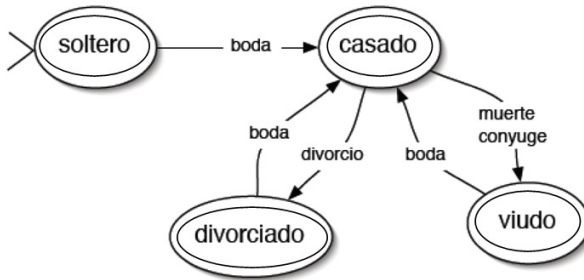 soltero
boda
casado
muerte
conyuge
boda
divorcio
boda
divorciado
viudo